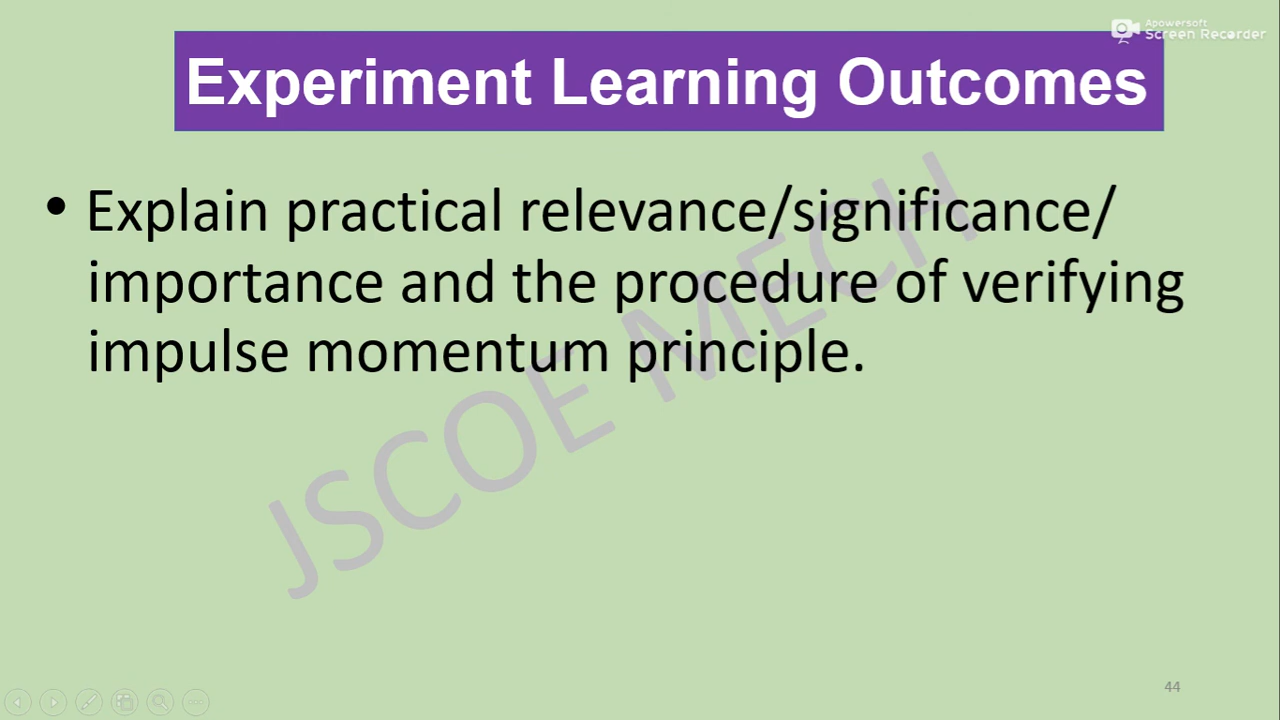 Apowersoft
Screen Recorder
Experiment Learning Outcomes
• Explain practical relevance/significance/
importance and the procedure of verifying
impulse momentum principle.
JSCOE MECH
44